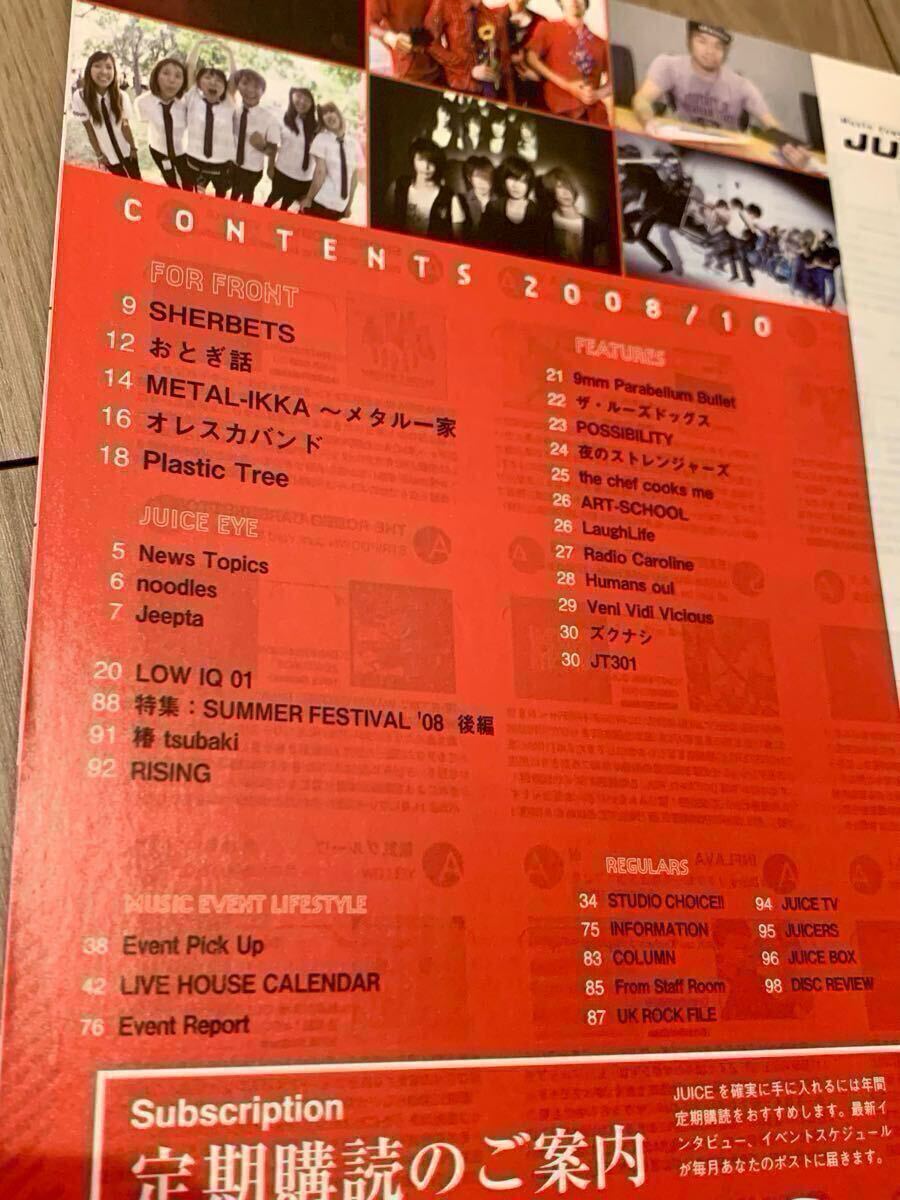 JU
CONTENTS 2008/10
FOR FRONT
9 SHERBETS
12 おとぎ話
14 METAL-IKKA ～メタル一家
16 オレスカバンド
18 Plastic Tree
JUICE EYE
5 News Topics
6 noodles
7 Jeepta
20 LOW IQ 01
88 特集：SUMMER FESTIVAL '08 後編
91 椿 tsubaki
92 RISING
MUSIC EVENT LIFESTYLE
38 Event Pick Up
42 LIVE HOUSE CALENDAR
76 Event Report
FEATURES
21 9mm Parabellum Bullet
22 ザ・ルーズドッグス
23 POSSIBILITY
24 夜のストレンジャーズ
25 the chef cooks me
26 ART-SCHOOL
26 LaughLife
27 Radio Caroline
28 Humans oul
29 Veni Vidi Vicious
30 ズクナシ
30 JT301
REGULARS
34 STUDIO CHOICE!!
75 INFORMATION
83 COLUMN
85 From Staff Room
87 UK ROCK FILE
94 JUICE TV
95 JUICERS
96 JUICE BOX
98 DISC REVIEW
Subscription
定期購読のご案内
JUICEを確実に手に入れるには年間
定期購読をおすすめします。最新イ
ンタビュー、イベントスケジュール
が毎月あなたのポストに届きます。